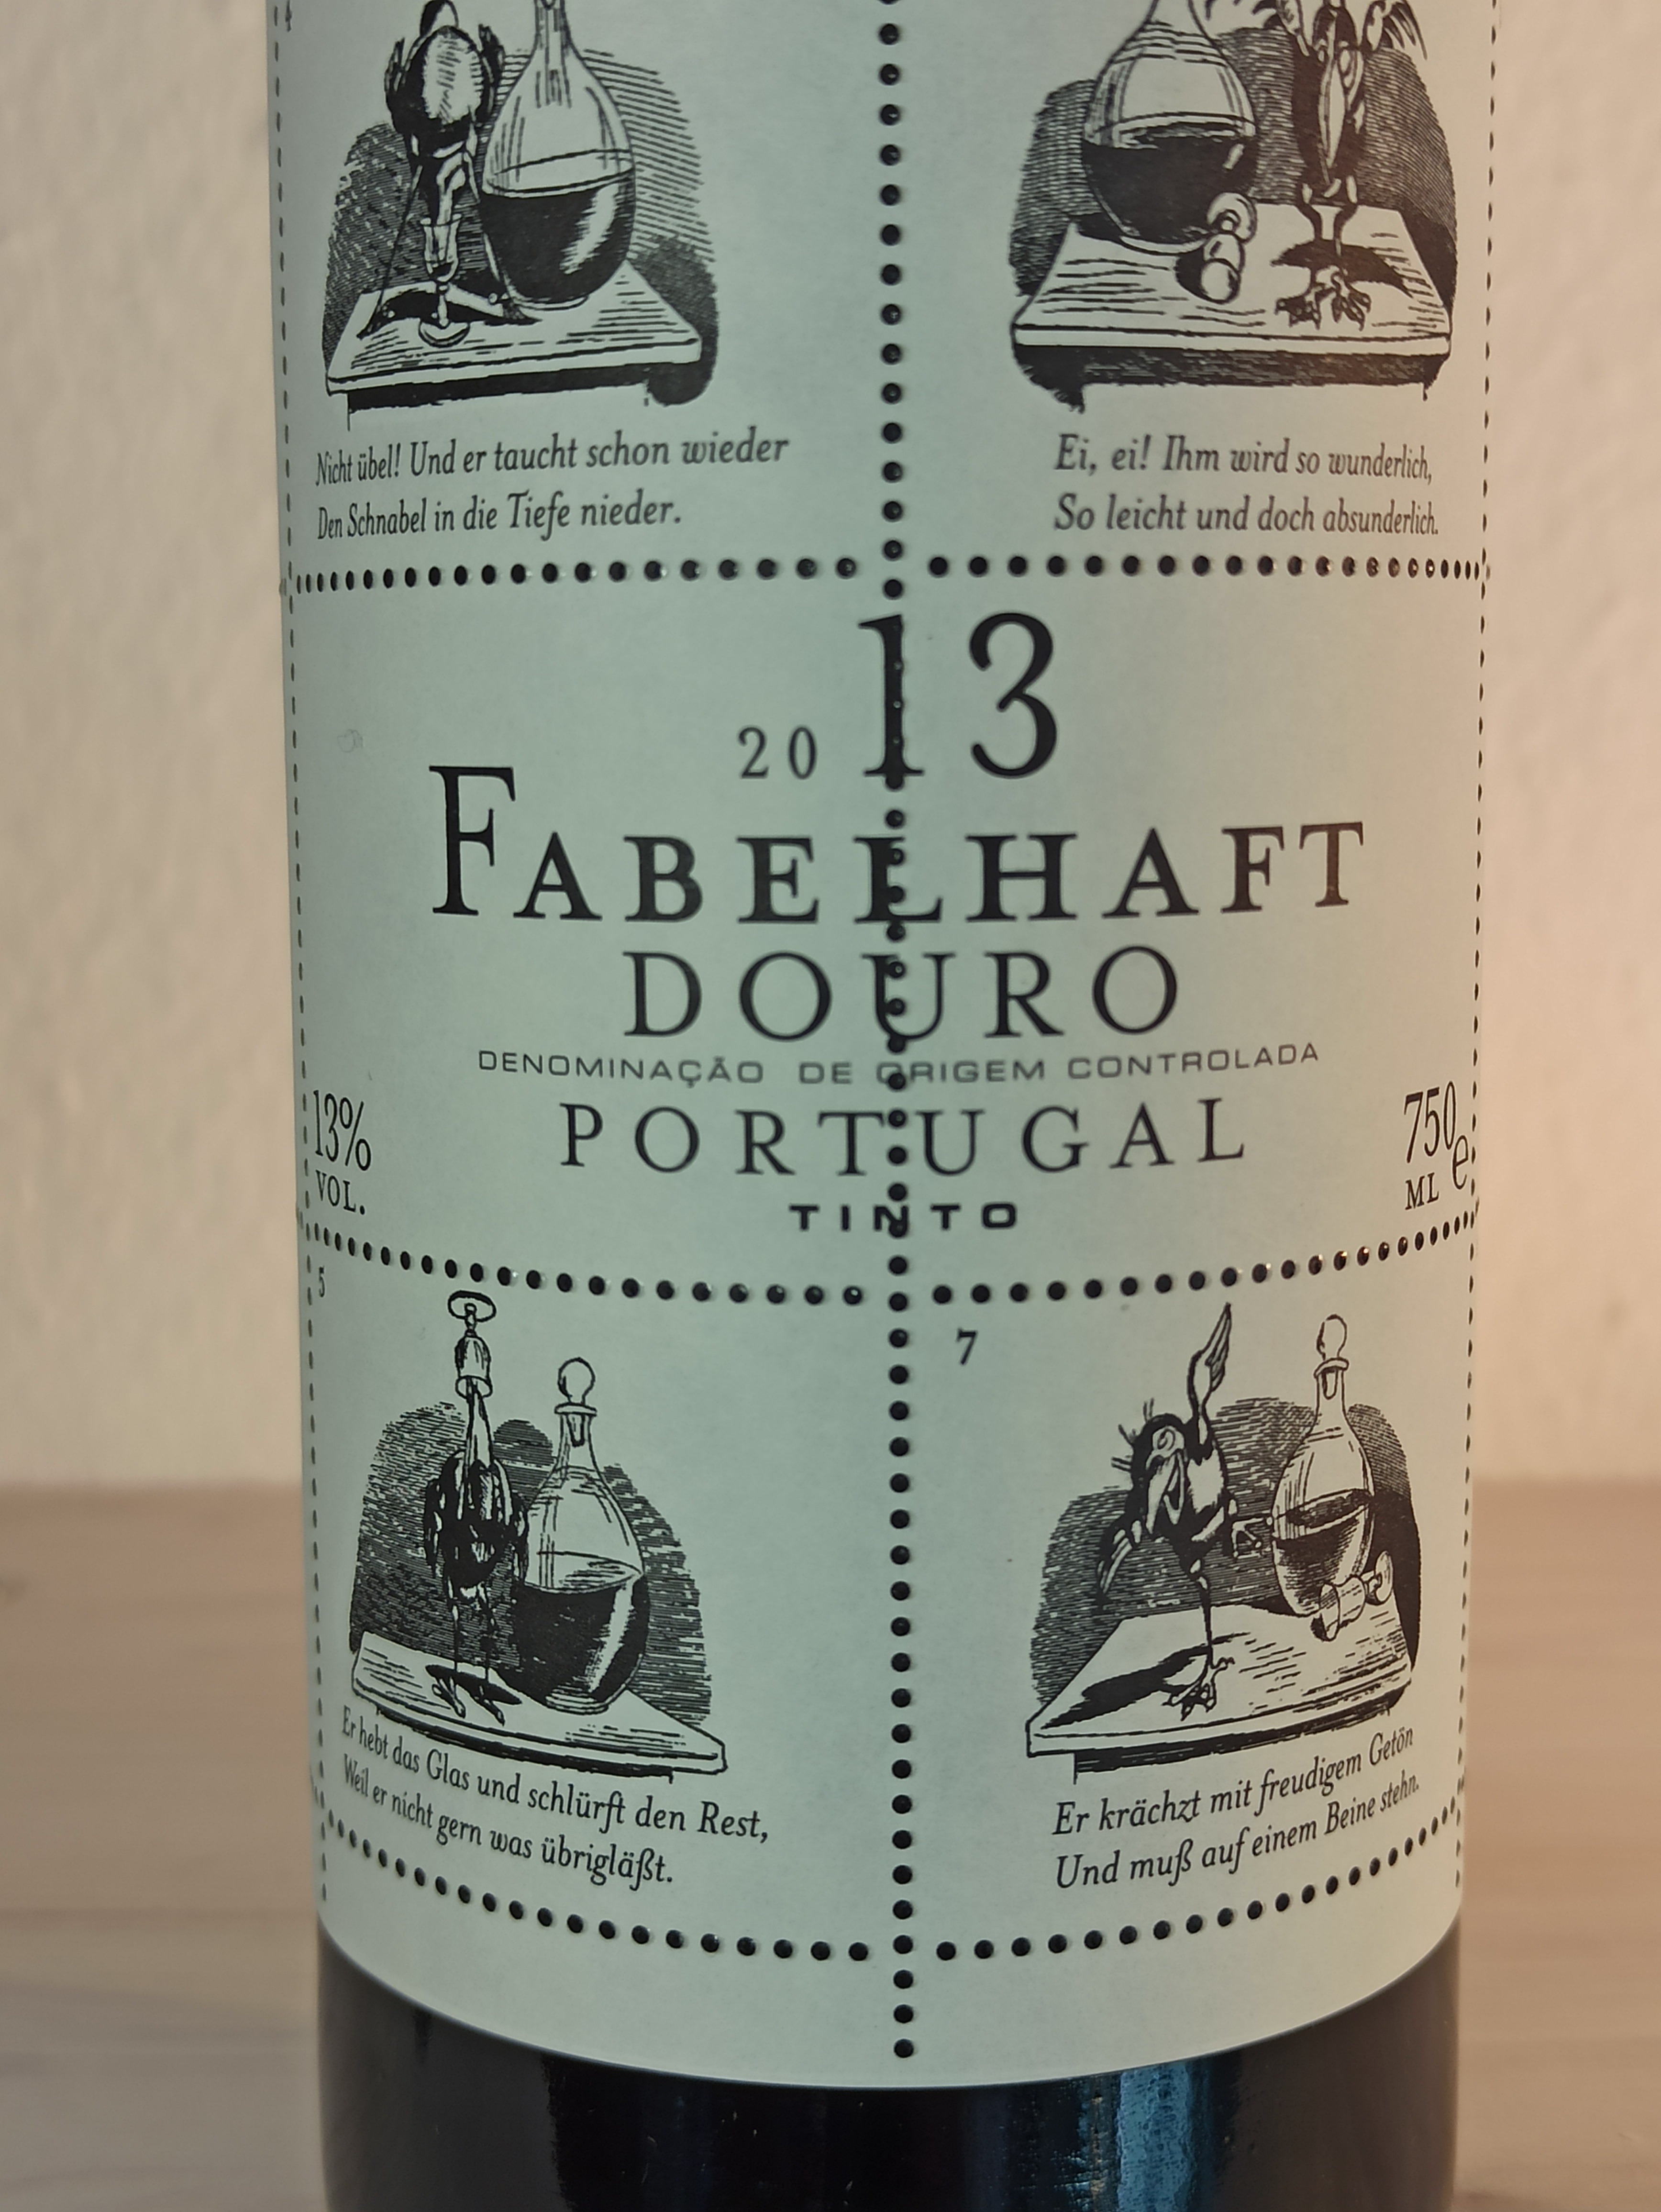 4
Nicht übel! Und er taucht schon wieder
Den Schnabel in die Tiefe nieder.
Ei, ei! Ihm wird so wunderlich,
So leicht und doch absunderlich.
2013
FABELHAFT
DOURO
DENOMINAÇÃO DE ORIGEM CONTROLADA
PORTUGAL
TINTO
13%
VOL.
750
ML e
5
Er hebt das Glas und schlürft den Rest,
Weil er nicht gern was übrigläßt.
7
Er krächzt mit freudigem Getön
Und muß auf einem Beine stehn.